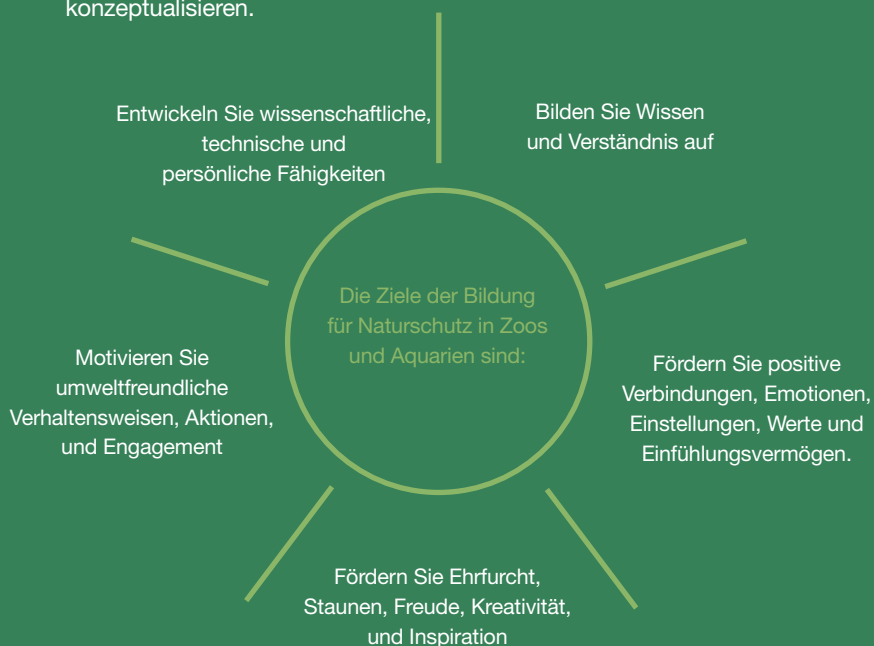 konzeptualisieren.
Entwickeln Sie wissenschaftliche,
technische und
persönliche Fähigkeiten
Bilden Sie Wissen
und Verständnis auf
Die Ziele der Bildung
für Naturschutz in Zoos
und Aquarien sind:
Motivieren Sie
umweltfreundliche
Verhaltensweisen, Aktionen,
und Engagement
Fördern Sie positive
Verbindungen, Emotionen,
Einstellungen, Werte und
Einfühlungsvermögen.
Fördern Sie Ehrfurcht,
Staunen, Freude, Kreativität,
und Inspiration